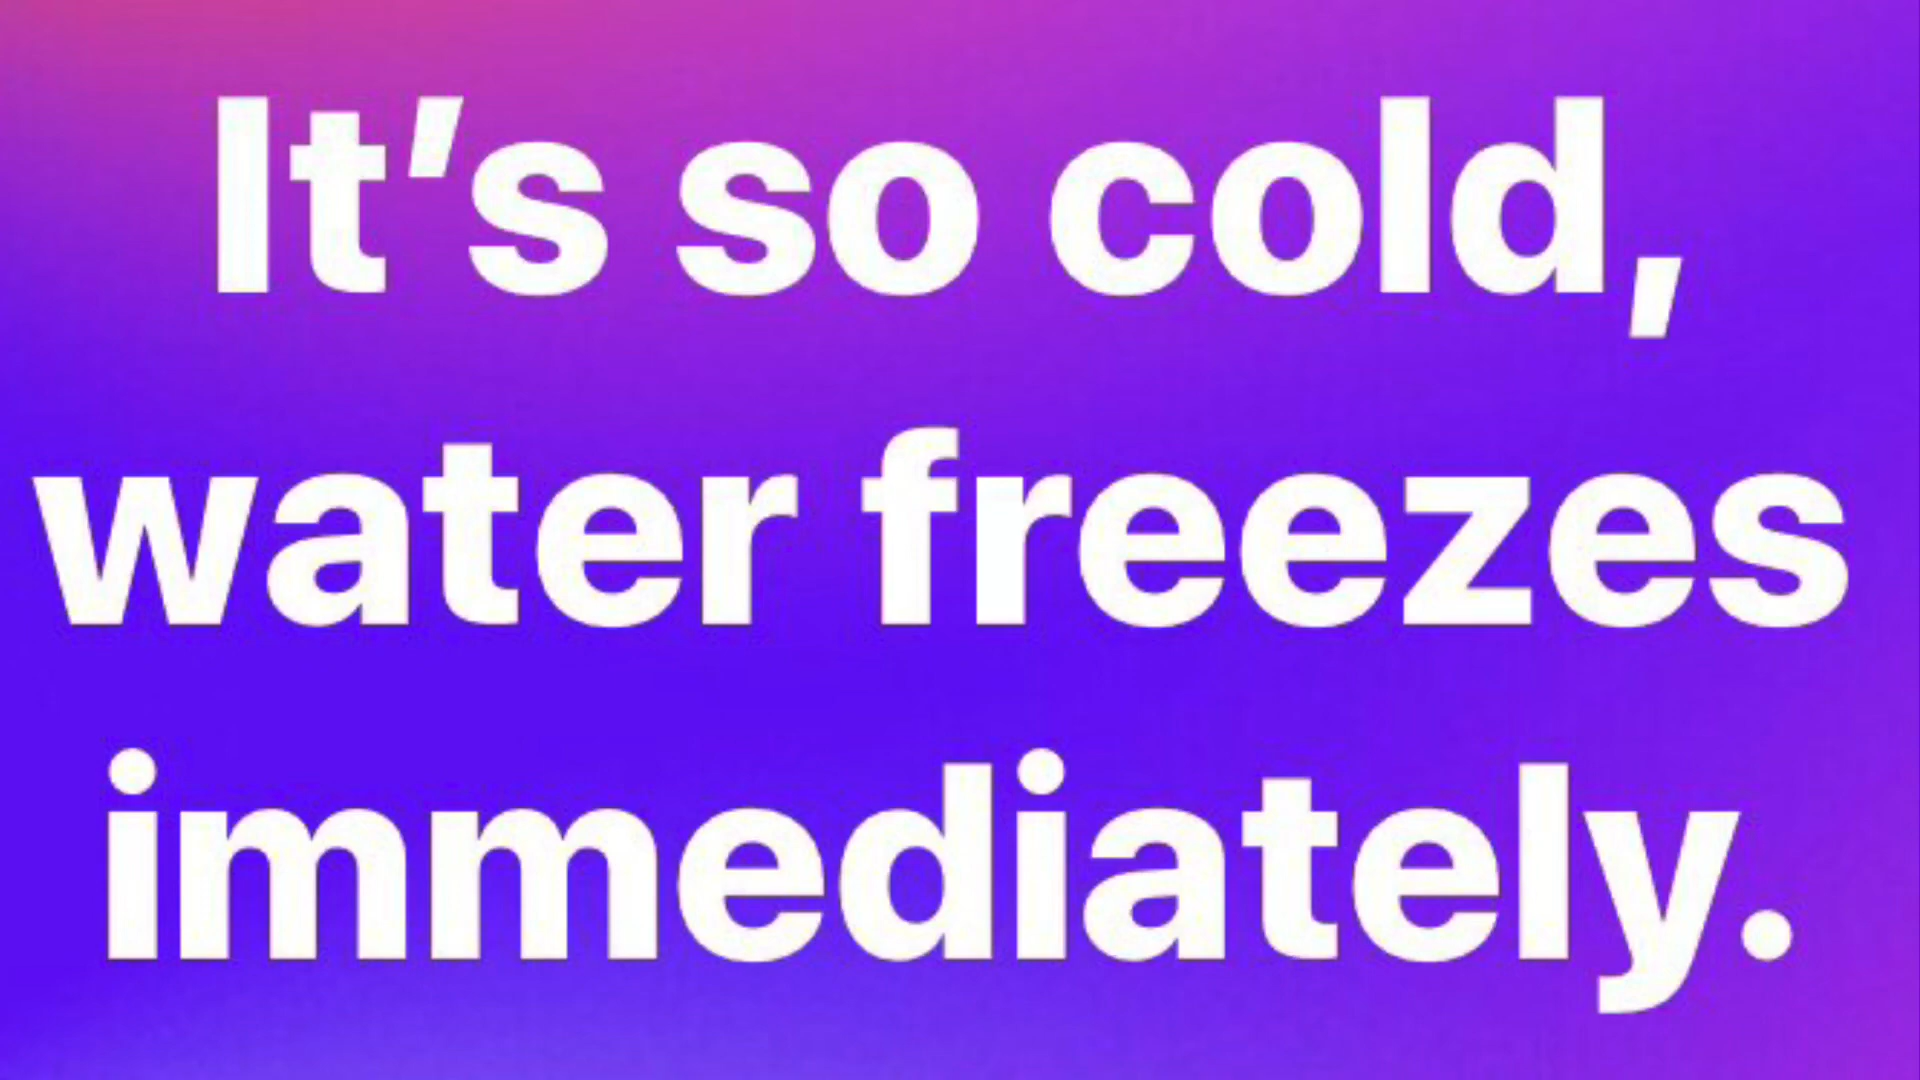 It’s so cold,
water freezes
immediately.